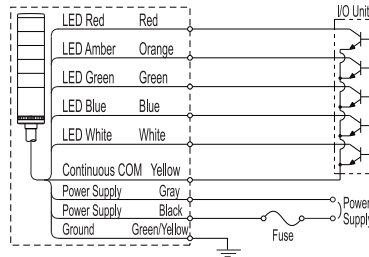 I/O Unit
LED Red Red
LED Amber Orange
LED Green Green
LED Blue Blue
LED White White
Continuous COM Yellow
Power Supply Gray
Power Supply Black
Ground Green/Yellow
Power
Supply
Fuse